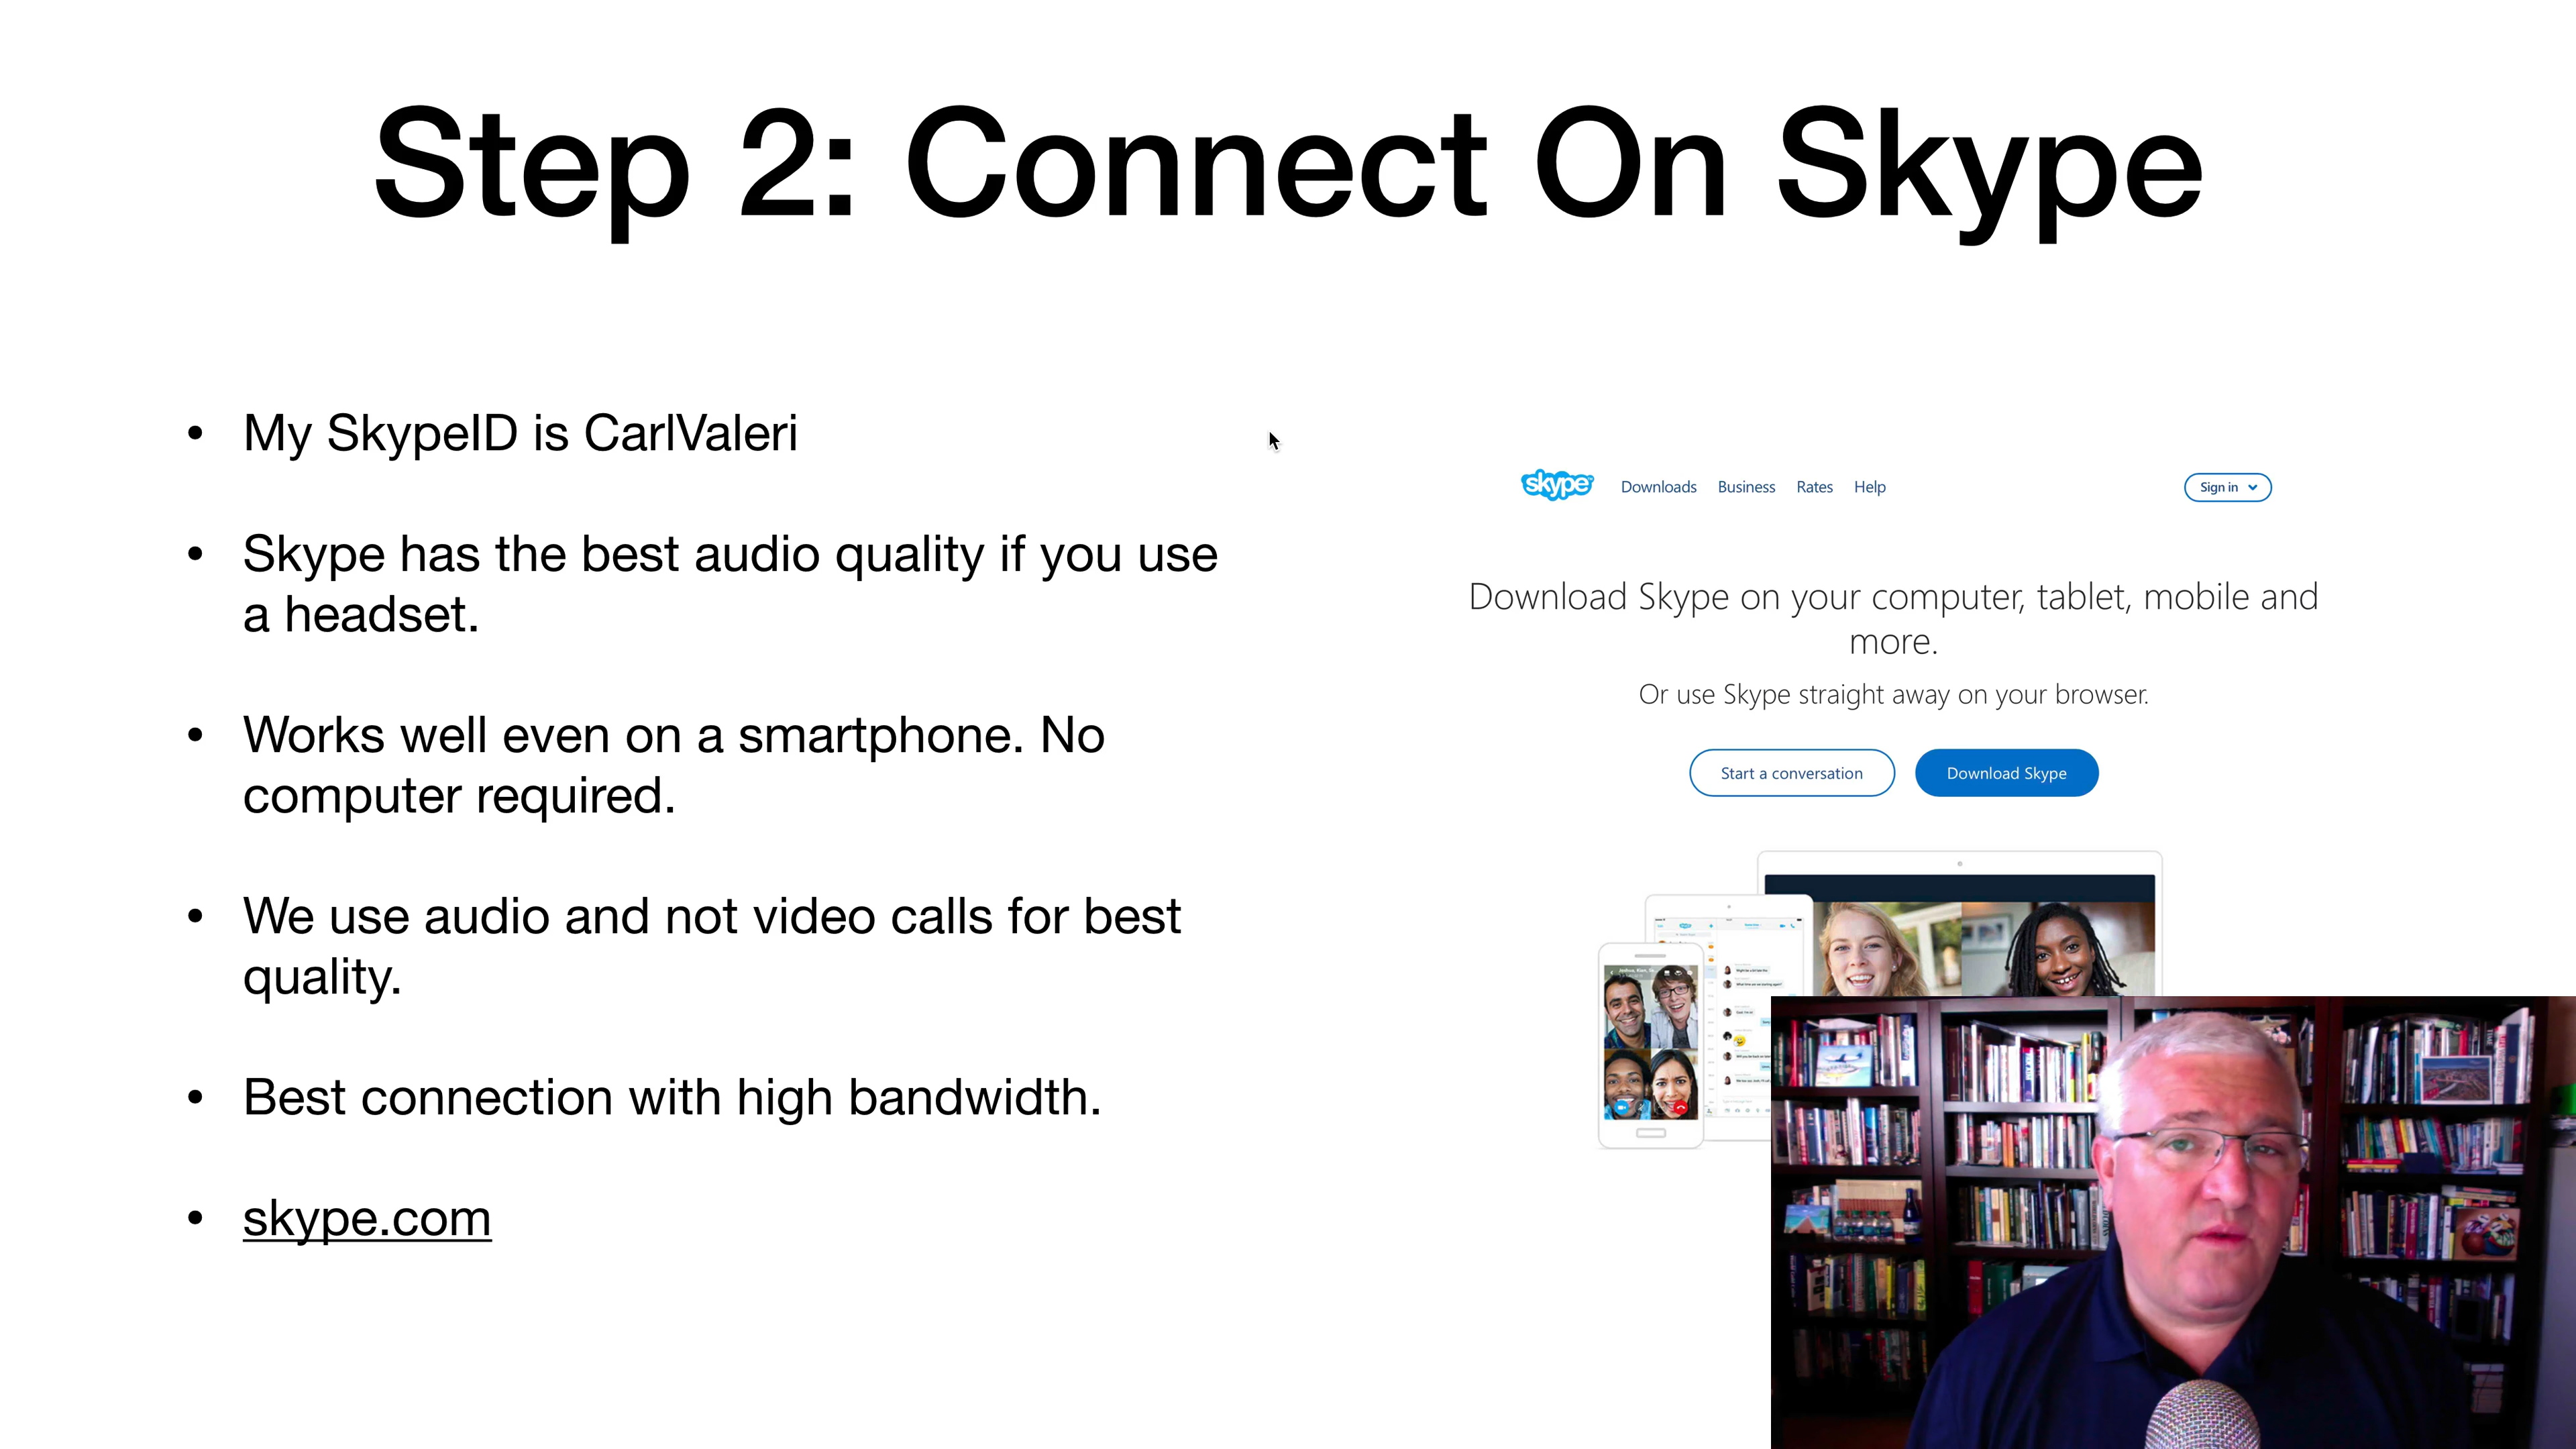 Step 2: Connect On Skype
• My SkypeID is CarlValeri
• Skype has the best audio quality if you use
a headset.
• Works well even on a smartphone. No
computer required.
• We use audio and not video calls for best
quality.
• Best connection with high bandwidth.
• skype.com
skype Downloads Business Rates Help Sign in
Download Skype on your computer, tablet, mobile and
more.
Or use Skype straight away on your browser.
Start a conversation Download Skype